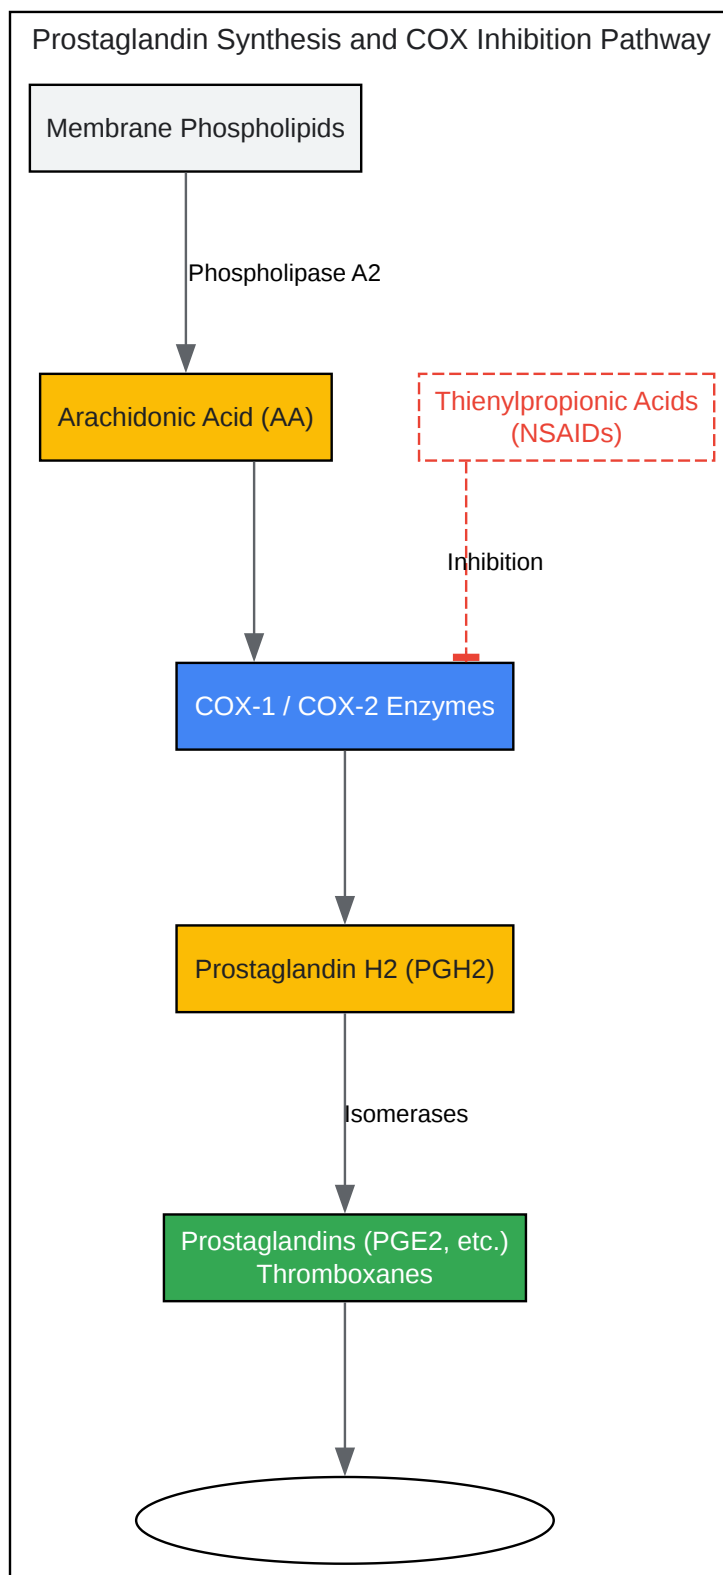 Prostaglandin Synthesis and COX Inhibition Pathway
Membrane Phospholipids
Phospholipase A2
Arachidonic Acid (AA)
Thienylpropionic Acids
(NSAIDs)
Inhibition
COX-1 / COX-2 Enzymes
Prostaglandin H2 (PGH2)
Isomerases
Prostaglandins (PGE2, etc.)
Thromboxanes